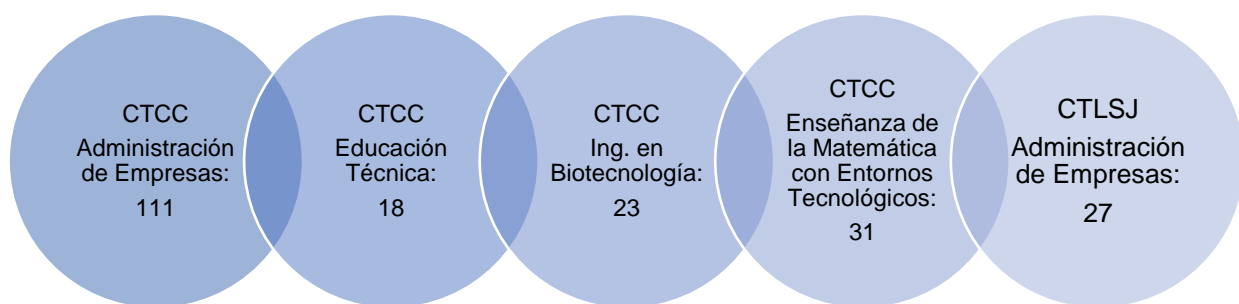 CTCC
Administración
de Empresas:
111
CTCC
Educación
Técnica:
18
CTCC
Ing. en
Biotecnología:
23
CTCC
Enseñanza de
la Matemática
con Entornos
Tecnológicos:
31
CTLSJ
Administración
de Empresas:
27